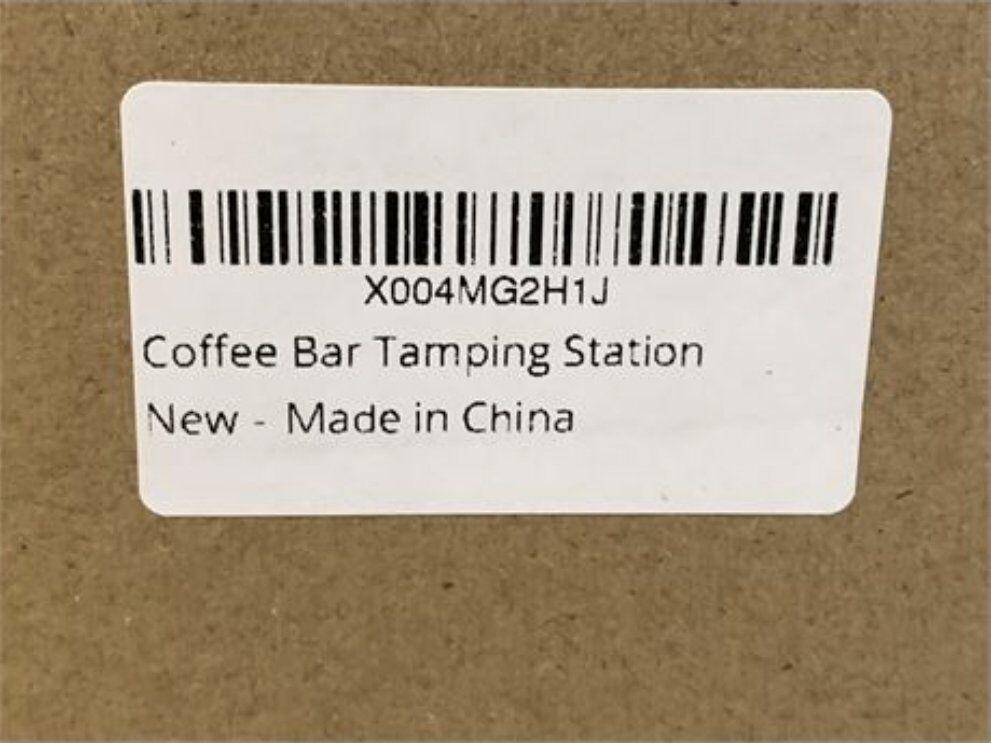 X004MG2H1J
Coffee Bar Tamping Station
New - Made in China